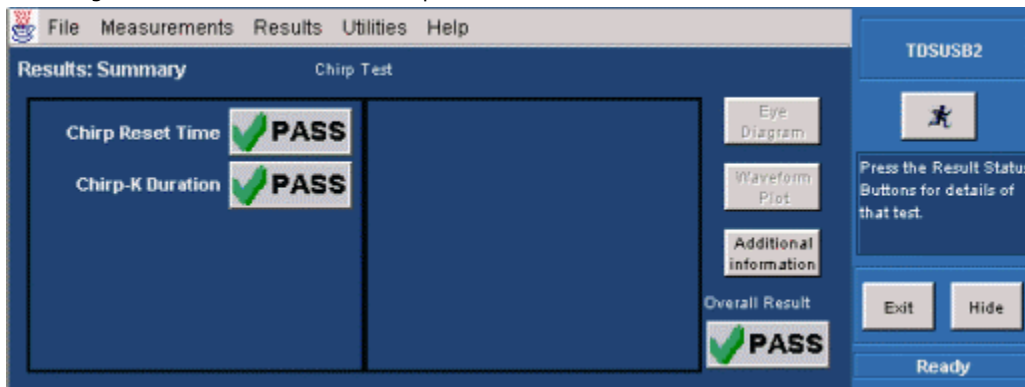 File Measurements Results Utilities Help
Results: Summary Chirp Test
Chirp Reset Time PASS
Chirp-K Duration PASS
Eye
Diagram
Waveform
Plot
Additional
information
Overall Result
PASS
TDSUSB2
Press the Result Status
Buttons for details of
that test.
Exit Hide
Ready